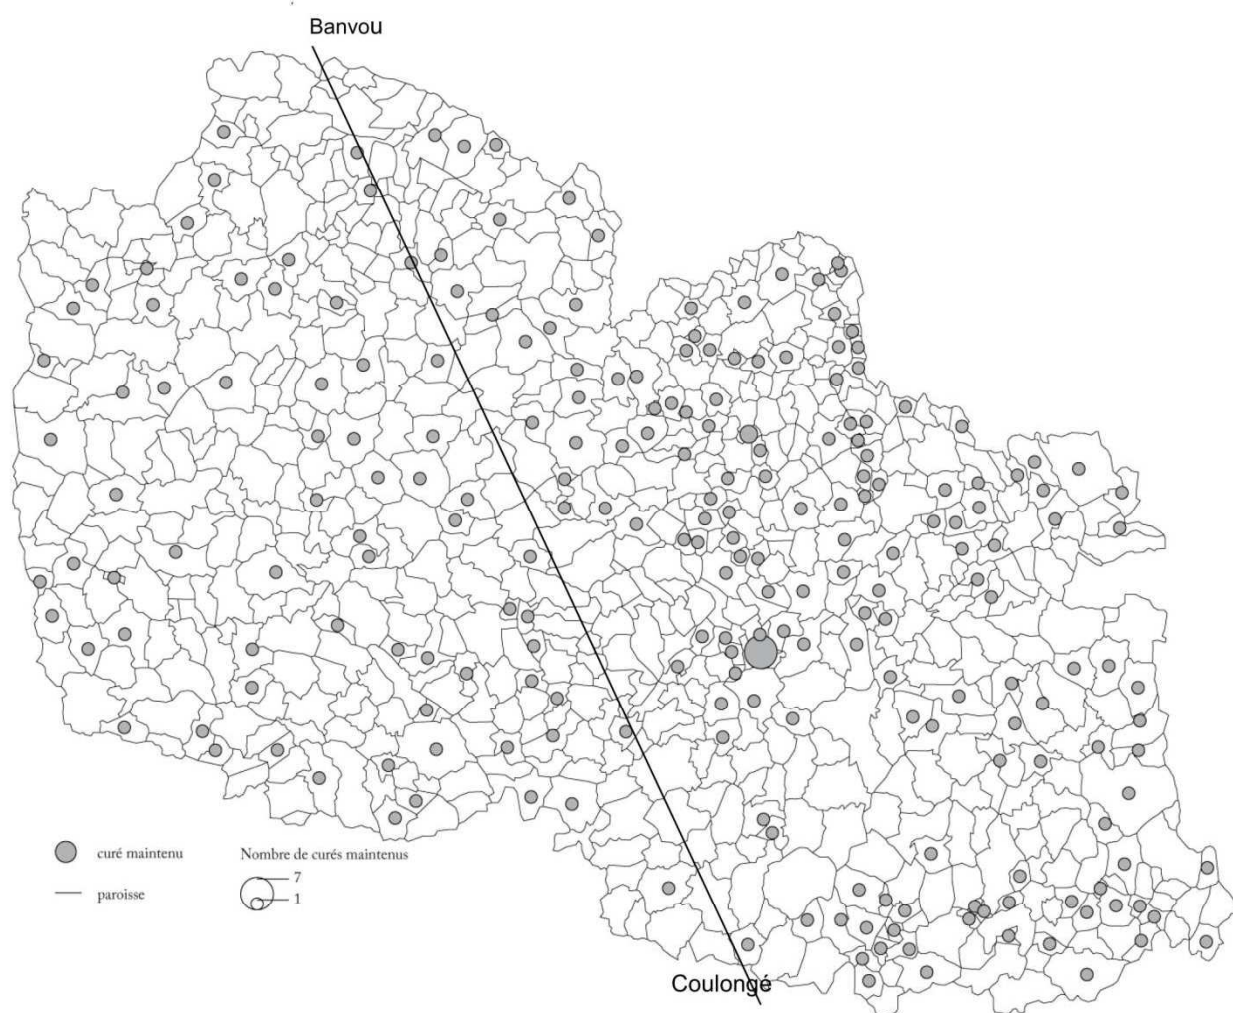 Banvou
curé maintenu
Nombre de curés maintenus
7
paroisse
1
Coulongé